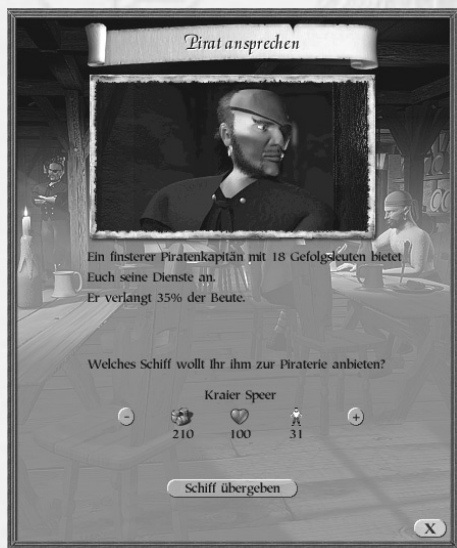 Pirat ansprechen
Ein finsterer Piratenkapitän mit 18 Gefolgsleuten bietet
Euch seine Dienste an.
Er verlangt 35% der Beute.
Welches Schiff wollt Ihr ihm zur Piraterie anbieten?
Kraier Speer
- +
210 100 31
Schiff übergeben
X